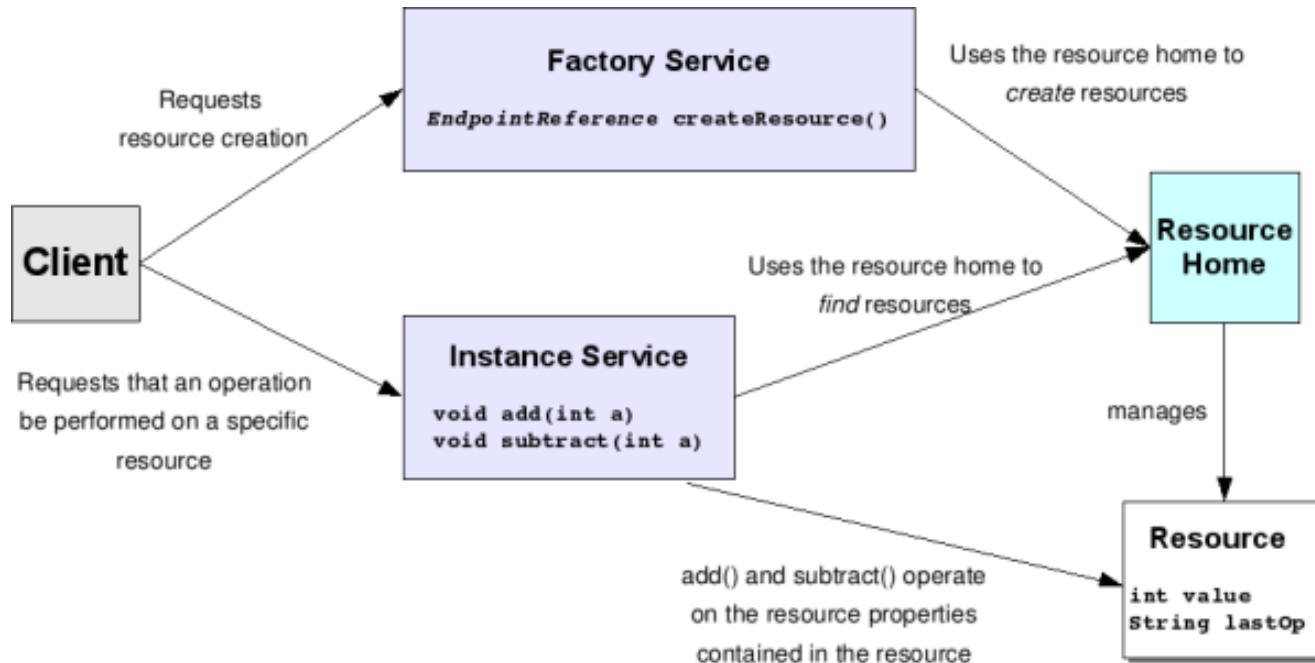 Factory Service
EndpointReference createResource()
Uses the resource home to
create resources
Requests
resource creation
Client
Resource
Home
Uses the resource home to
find resources
Instance Service
void add(int a)
void subtract(int a)
Requests that an operation
be performed on a specific
resource
manages
Resource
int value
String lastOp
add() and subtract() operate
on the resource properties
contained in the resource